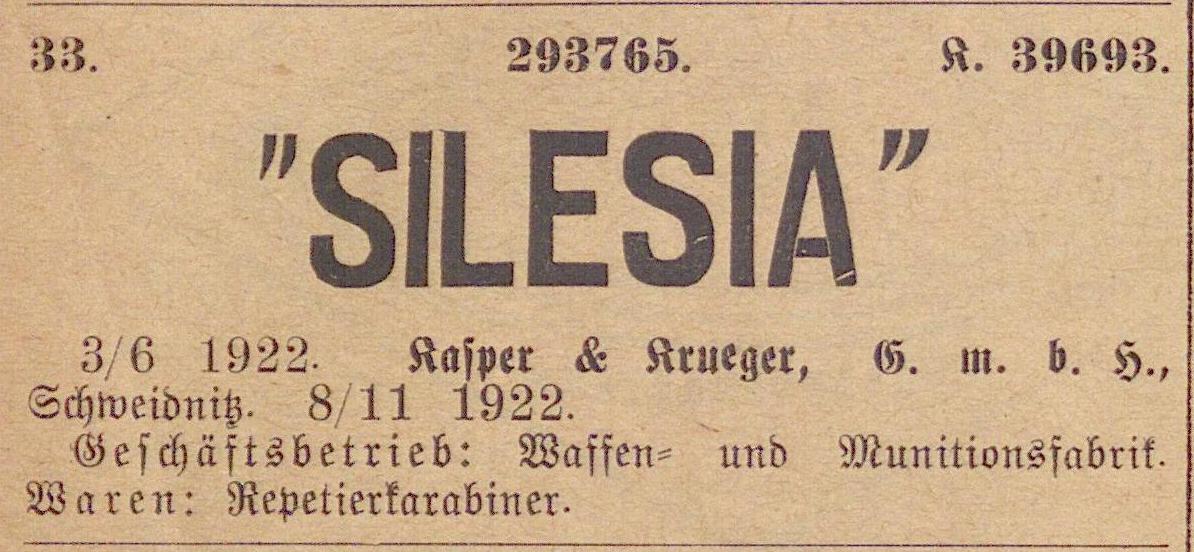 33. 293765. K. 39693.
"SILESIA"
3/6 1922. Kasper & Krueger, G. m. b. H.,
Schweidnitz. 8/11 1922.
Geschäftsbetrieb: Waffen- und Munitionsfabrik.
Waren: Repetierkarabiner.